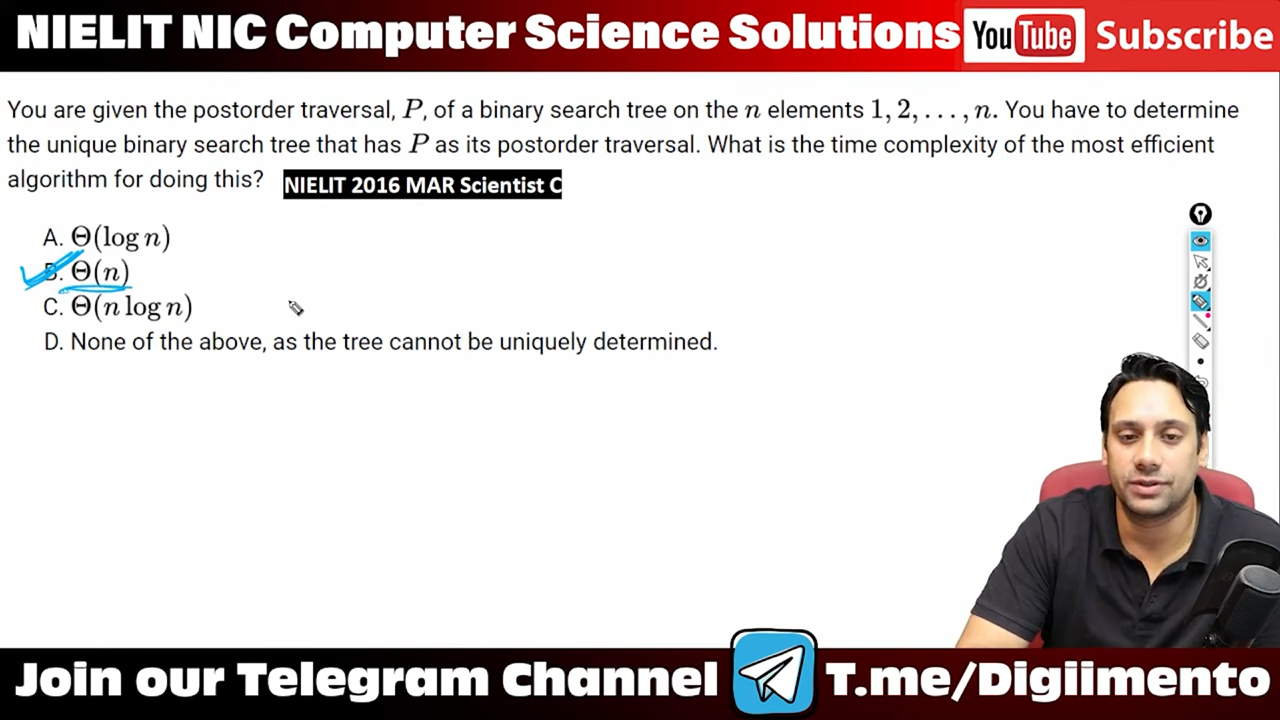 NIELIT NIC Computer Science Solutions YouTube Subscribe
You are given the postorder traversal, P, of a binary search tree on the n elements 1, 2, . . . , n. You have to determine
the unique binary search tree that has P as its postorder traversal. What is the time complexity of the most efficient
algorithm for doing this? NIELIT 2016 MAR Scientist C
A. Θ(log n)
B. Θ(n)
C. Θ(n log n)
D. None of the above, as the tree cannot be uniquely determined.
Join our Telegram Channel T.me/Digiimento